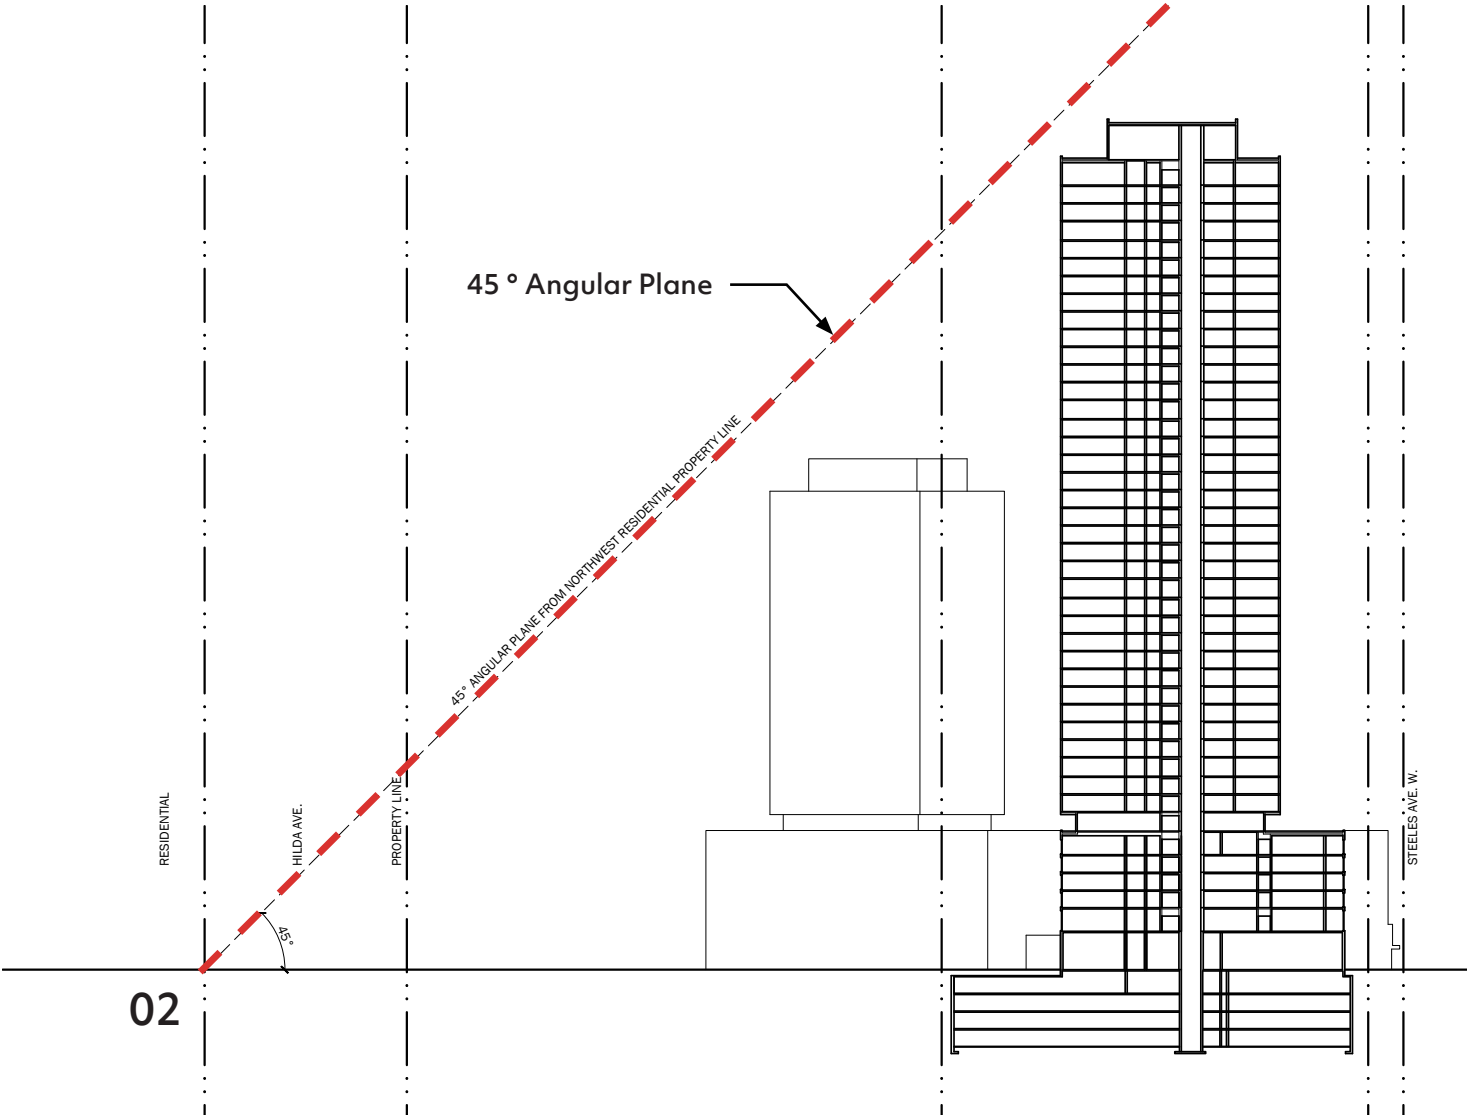 45 ° Angular Plane
45° ANGULAR PLANE FROM NORTHWEST RESIDENTIAL PROPERTY LINE
RESIDENTIAL
HILDA AVE.
PROPERTY LINE
STEELES AVE. W.
45°
02